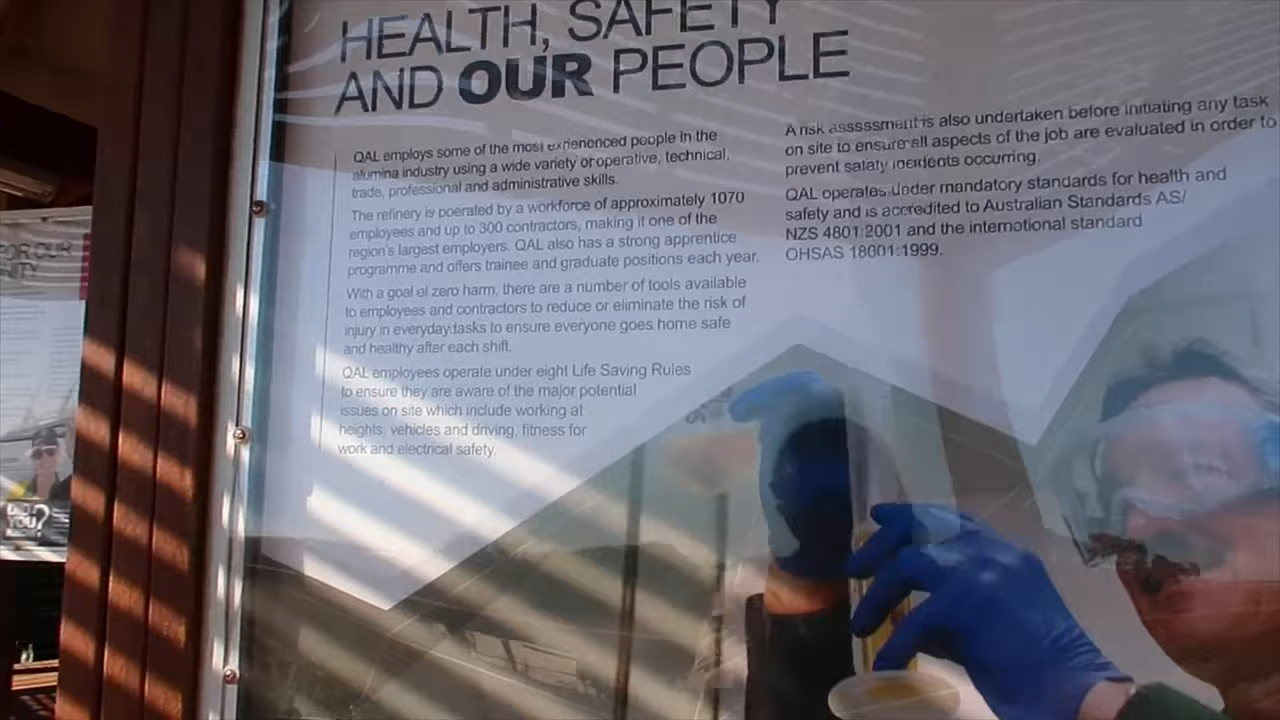 HEALTH, SAFETY
AND OUR PEOPLE
QAL employs some of the most experienced people in the
alumina industry using a wide variety of operative, technical,
trade, professional and administrative skills.
The refinery is poerated by a workforce of approximately 1070
employees and up to 300 contractors, making it one of the
region's largest employers. QAL also has a strong apprentice
programme and offers trainee and graduate positions each year.
With a goal of zero harm, there are a number of tools available
to employees and contractors to reduce or eliminate the risk of
injury in everyday tasks to ensure everyone goes home safe
and healthy after each shift.
QAL employees operate under eight Life Saving Rules
to ensure they are aware of the major potential
issues on site which include working at
heights, vehicles and driving, fitness for
work and electrical safety.
A risk assessment is also undertaken before initiating any task
on site to ensure all aspects of the job are evaluated in order to
prevent safety incidents occurring.
QAL operates under mandatory standards for health and
safety and is accredited to Australian Standards AS/
NZS 4801:2001 and the international standard
OHSAS 18001:1999.
FOR OUR
DID
YOU